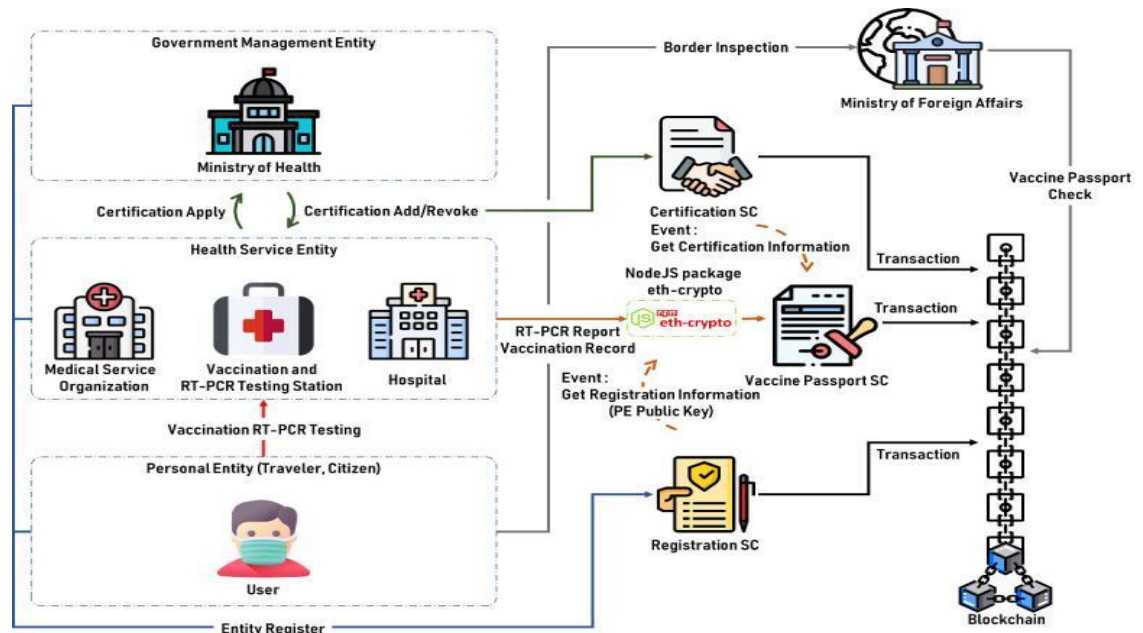 Government Management Entity
Ministry of Health
Certification Apply
Certification Add/Revoke
Health Service Entity
Medical Service
Organization
Vaccination and
RT-PCR Testing Station
Hospital
Vaccination RT-PCR Testing
Personal Entity (Traveler, Citizen)
User
Entity Register
Border Inspection
Ministry of Foreign Affairs
Vaccine Passport
Check
Certification SC
Event :
Get Certification Information
NodeJS package
eth-crypto
JS
npm
eth-crypto
RT-PCR Report
Vaccination Record
Event :
Get Registration Information
(PE Public Key)
Vaccine Passport SC
Registration SC
Transaction
Transaction
Transaction
Blockchain